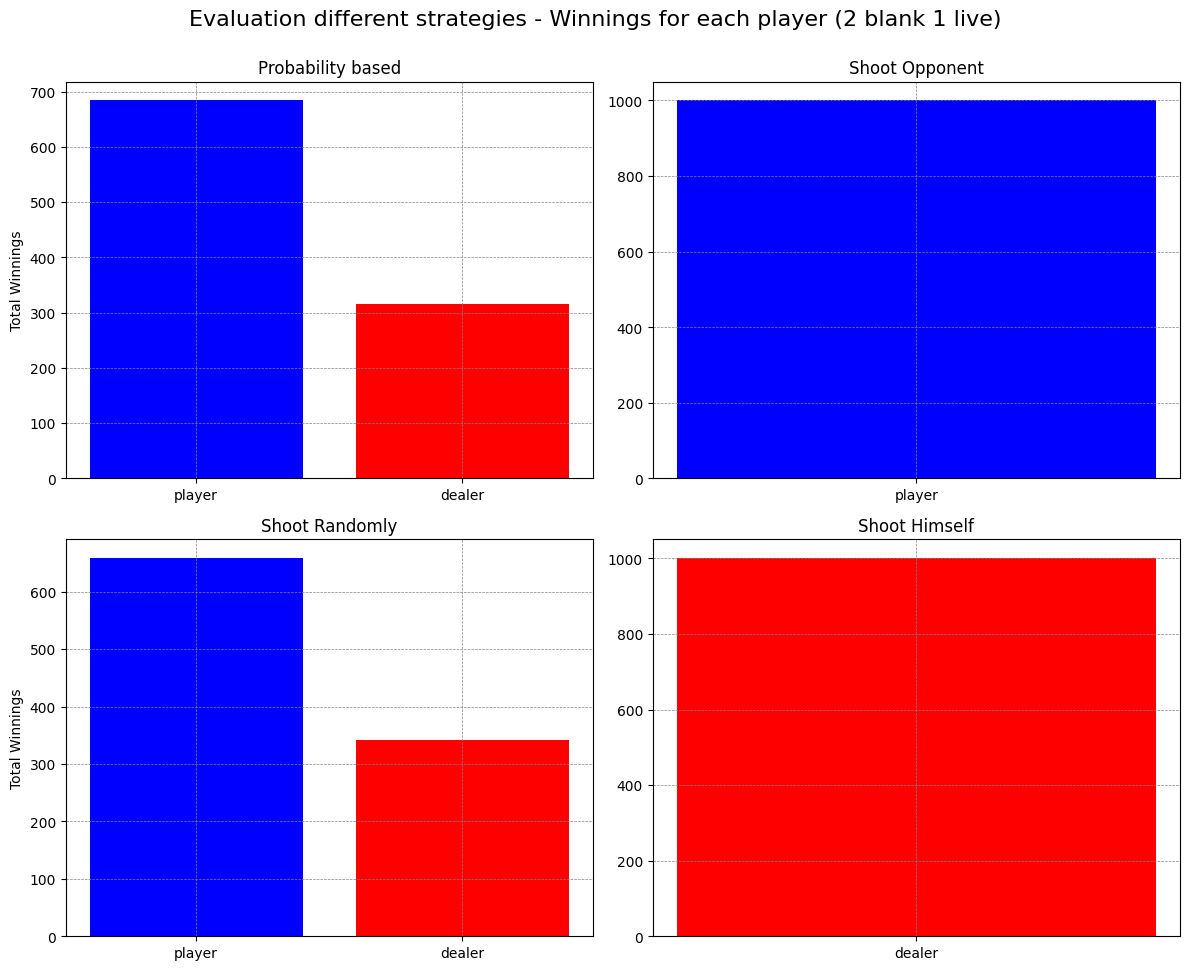 Evaluation different strategies - Winnings for each player (2 blank 1 live)
Probability based
Total Winnings
700
600
500
400
300
200
100
0
player
dealer
Shoot Opponent
1000
800
600
400
200
0
player
Shoot Randomly
Total Winnings
600
500
400
300
200
100
0
player
dealer
Shoot Himself
1000
800
600
400
200
0
dealer